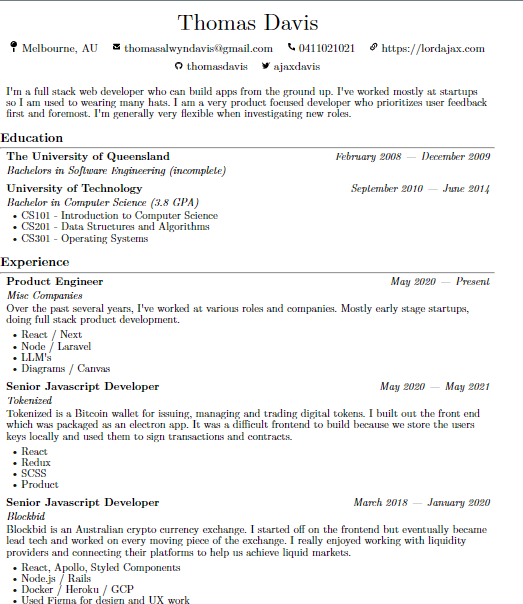 Thomas Davis
Melbourne, AU thomasalwyndavis@gmail.com 0411021021 https://lordajax.com
thomasdavis ajaxdavis
I'm a full stack web developer who can build apps from the ground up. I've worked mostly at startups
so I am used to wearing many hats. I am a very product focused developer who prioritizes user feedback
first and foremost. I'm generally very flexible when investigating new roles.
Education
The University of Queensland February 2008 — December 2009
Bachelors in Software Engineering (incomplete)
University of Technology September 2010 — June 2014
Bachelor in Computer Science (3.8 GPA)
• CS101 - Introduction to Computer Science
• CS201 - Data Structures and Algorithms
• CS301 - Operating Systems
Experience
Product Engineer May 2020 — Present
Misc Companies
Over the past several years, I've worked at various roles and companies. Mostly early stage startups,
doing full stack product development.
• React / Next
• Node / Laravel
• LLM's
• Diagrams / Canvas
Senior Javascript Developer May 2020 — May 2021
Tokenized
Tokenized is a Bitcoin wallet for issuing, managing and trading digital tokens. I built out the front end
which was packaged as an electron app. It was a difficult frontend to build because we store the users
keys locally and used them to sign transactions and contracts.
• React
• Redux
• SCSS
• Product
Senior Javascript Developer March 2018 — January 2020
Blockbid
Blockbid is an Australian crypto currency exchange. I started off on the frontend but eventually became
lead tech and worked on every moving piece of the exchange. I really enjoyed working with liquidity
providers and connecting their platforms to help us achieve liquid markets.
• React, Apollo, Styled Components
• Node.js / Rails
• Docker / Heroku / GCP
• Used Figma for design and UX work